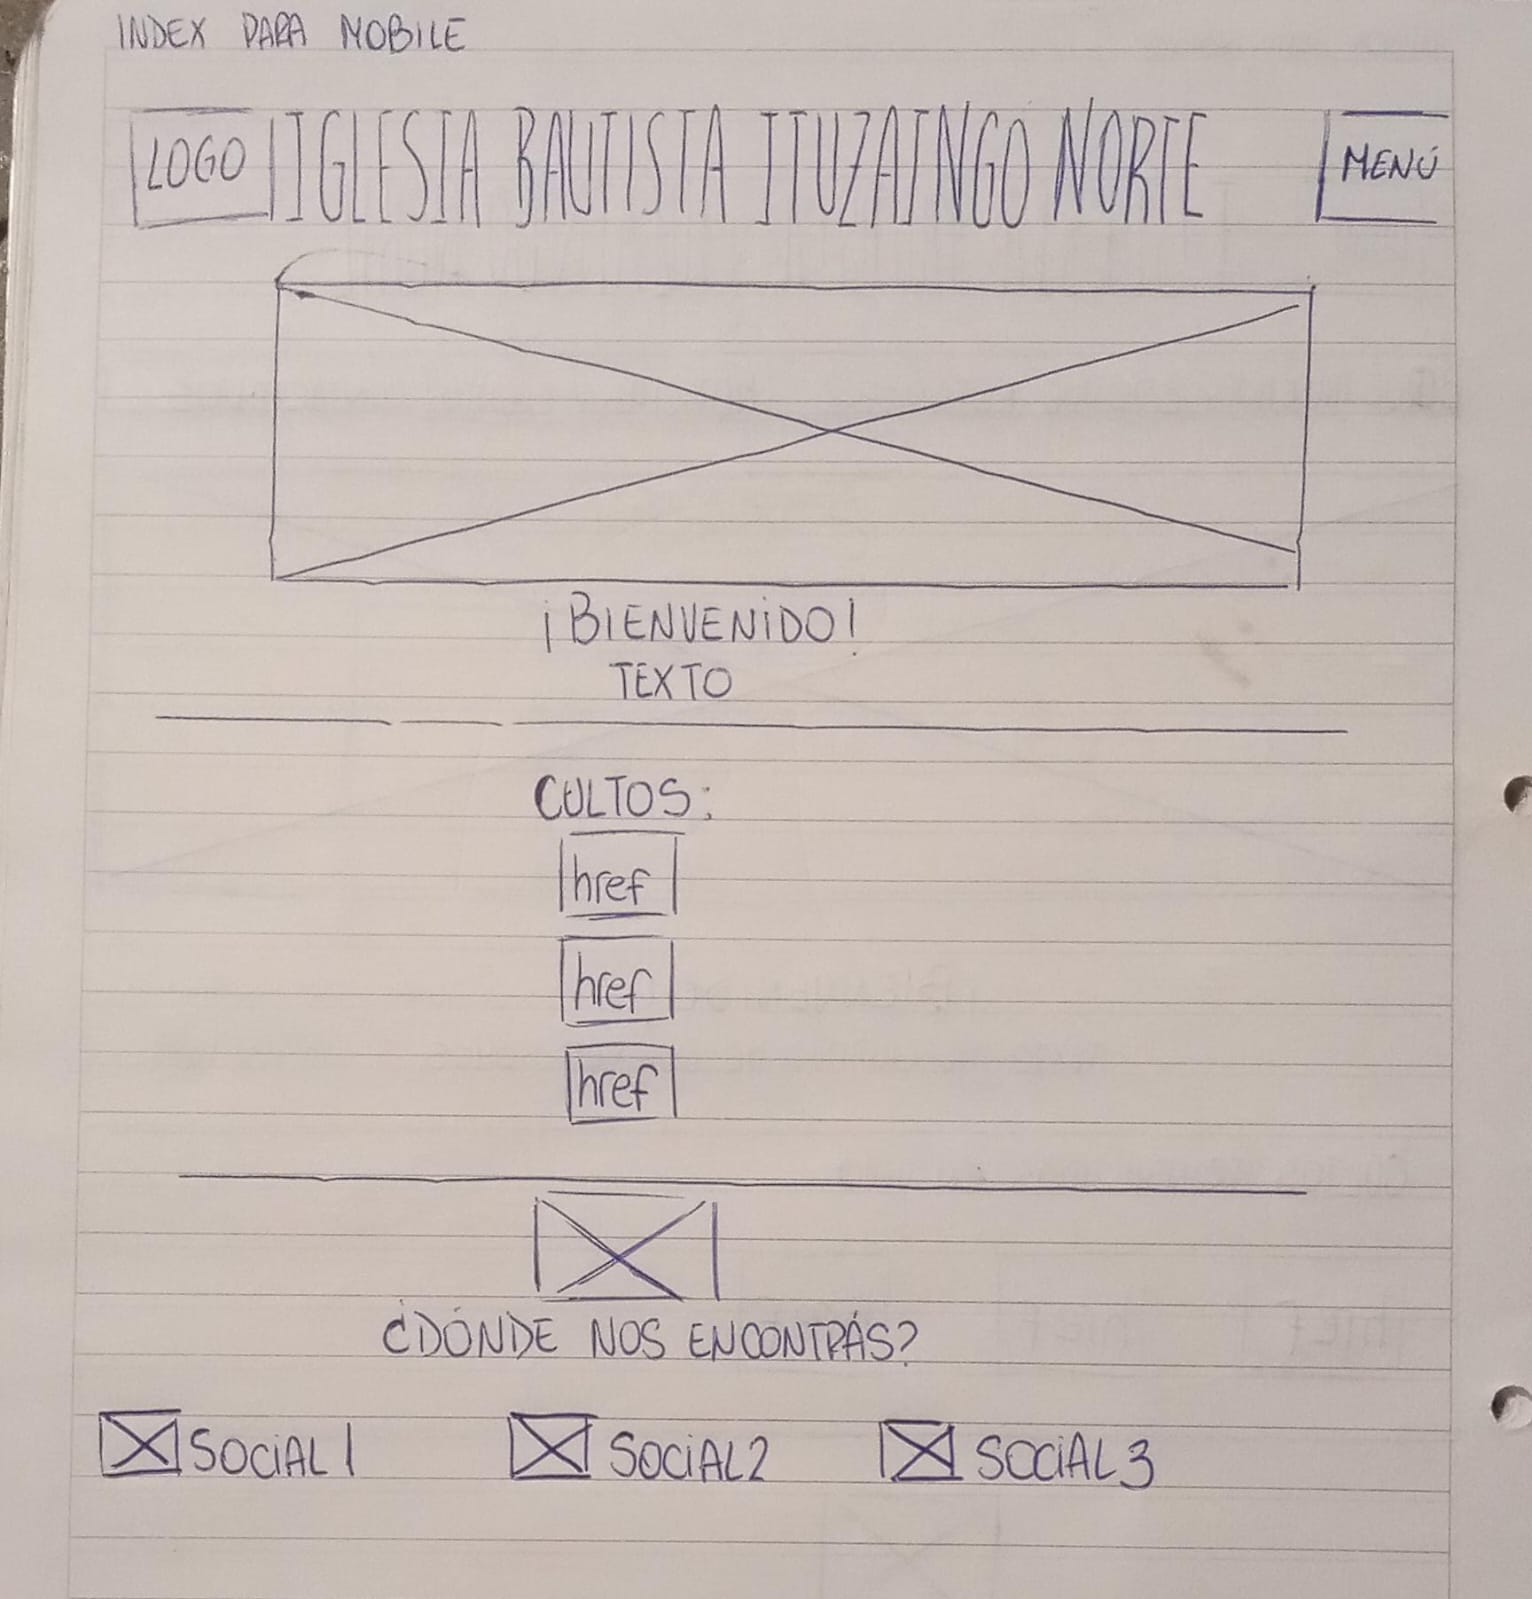 INDEX PARA MOBILE
LOGO IGLESIA BAUTISTA ITUZAINGO NORTE MENÚ
¡BIENVENIDO!
TEXTO
CULTOS:
href
href
href
¿DÓNDE NOS ENCONTRÁS?
SOCIAL 1 SOCIAL 2 SOCIAL 3